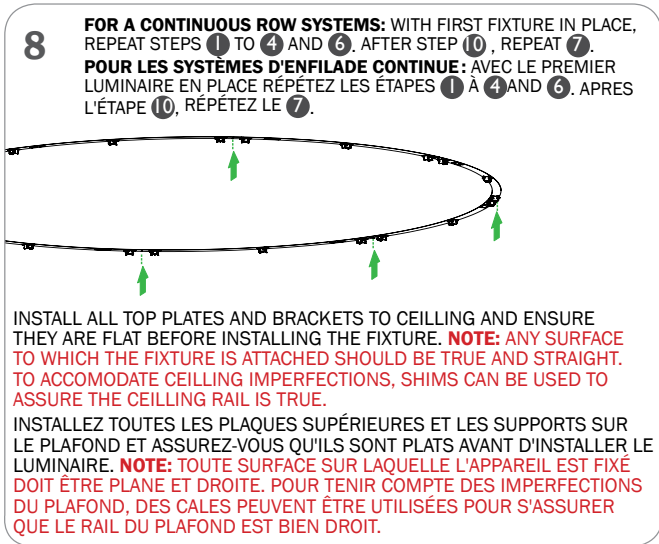 8
FOR A CONTINUOUS ROW SYSTEMS: WITH FIRST FIXTURE IN PLACE,
REPEAT STEPS 1 TO 4 AND 6. AFTER STEP 10 , REPEAT 7.
POUR LES SYSTÈMES D'ENFILADE CONTINUE: AVEC LE PREMIER
LUMINAIRE EN PLACE RÉPÉTEZ LES ÉTAPES 1 À 4 AND 6. APRES
L'ÉTAPE 10, RÉPÉTEZ LE 7.
INSTALL ALL TOP PLATES AND BRACKETS TO CEILLING AND ENSURE
THEY ARE FLAT BEFORE INSTALLING THE FIXTURE. NOTE: ANY SURFACE
TO WHICH THE FIXTURE IS ATTACHED SHOULD BE TRUE AND STRAIGHT.
TO ACCOMODATE CEILLING IMPERFECTIONS, SHIMS CAN BE USED TO
ASSURE THE CEILLING RAIL IS TRUE.
INSTALLEZ TOUTES LES PLAQUES SUPÉRIEURES ET LES SUPPORTS SUR
LE PLAFOND ET ASSUREZ-VOUS QU'ILS SONT PLATS AVANT D'INSTALLER LE
LUMINAIRE. NOTE: TOUTE SURFACE SUR LAQUELLE L'APPAREIL EST FIXÉ
DOIT ÊTRE PLANE ET DROITE. POUR TENIR COMPTE DES IMPERFECTIONS
DU PLAFOND, DES CALES PEUVENT ÊTRE UTILISÉES POUR S'ASSURER
QUE LE RAIL DU PLAFOND EST BIEN DROIT.